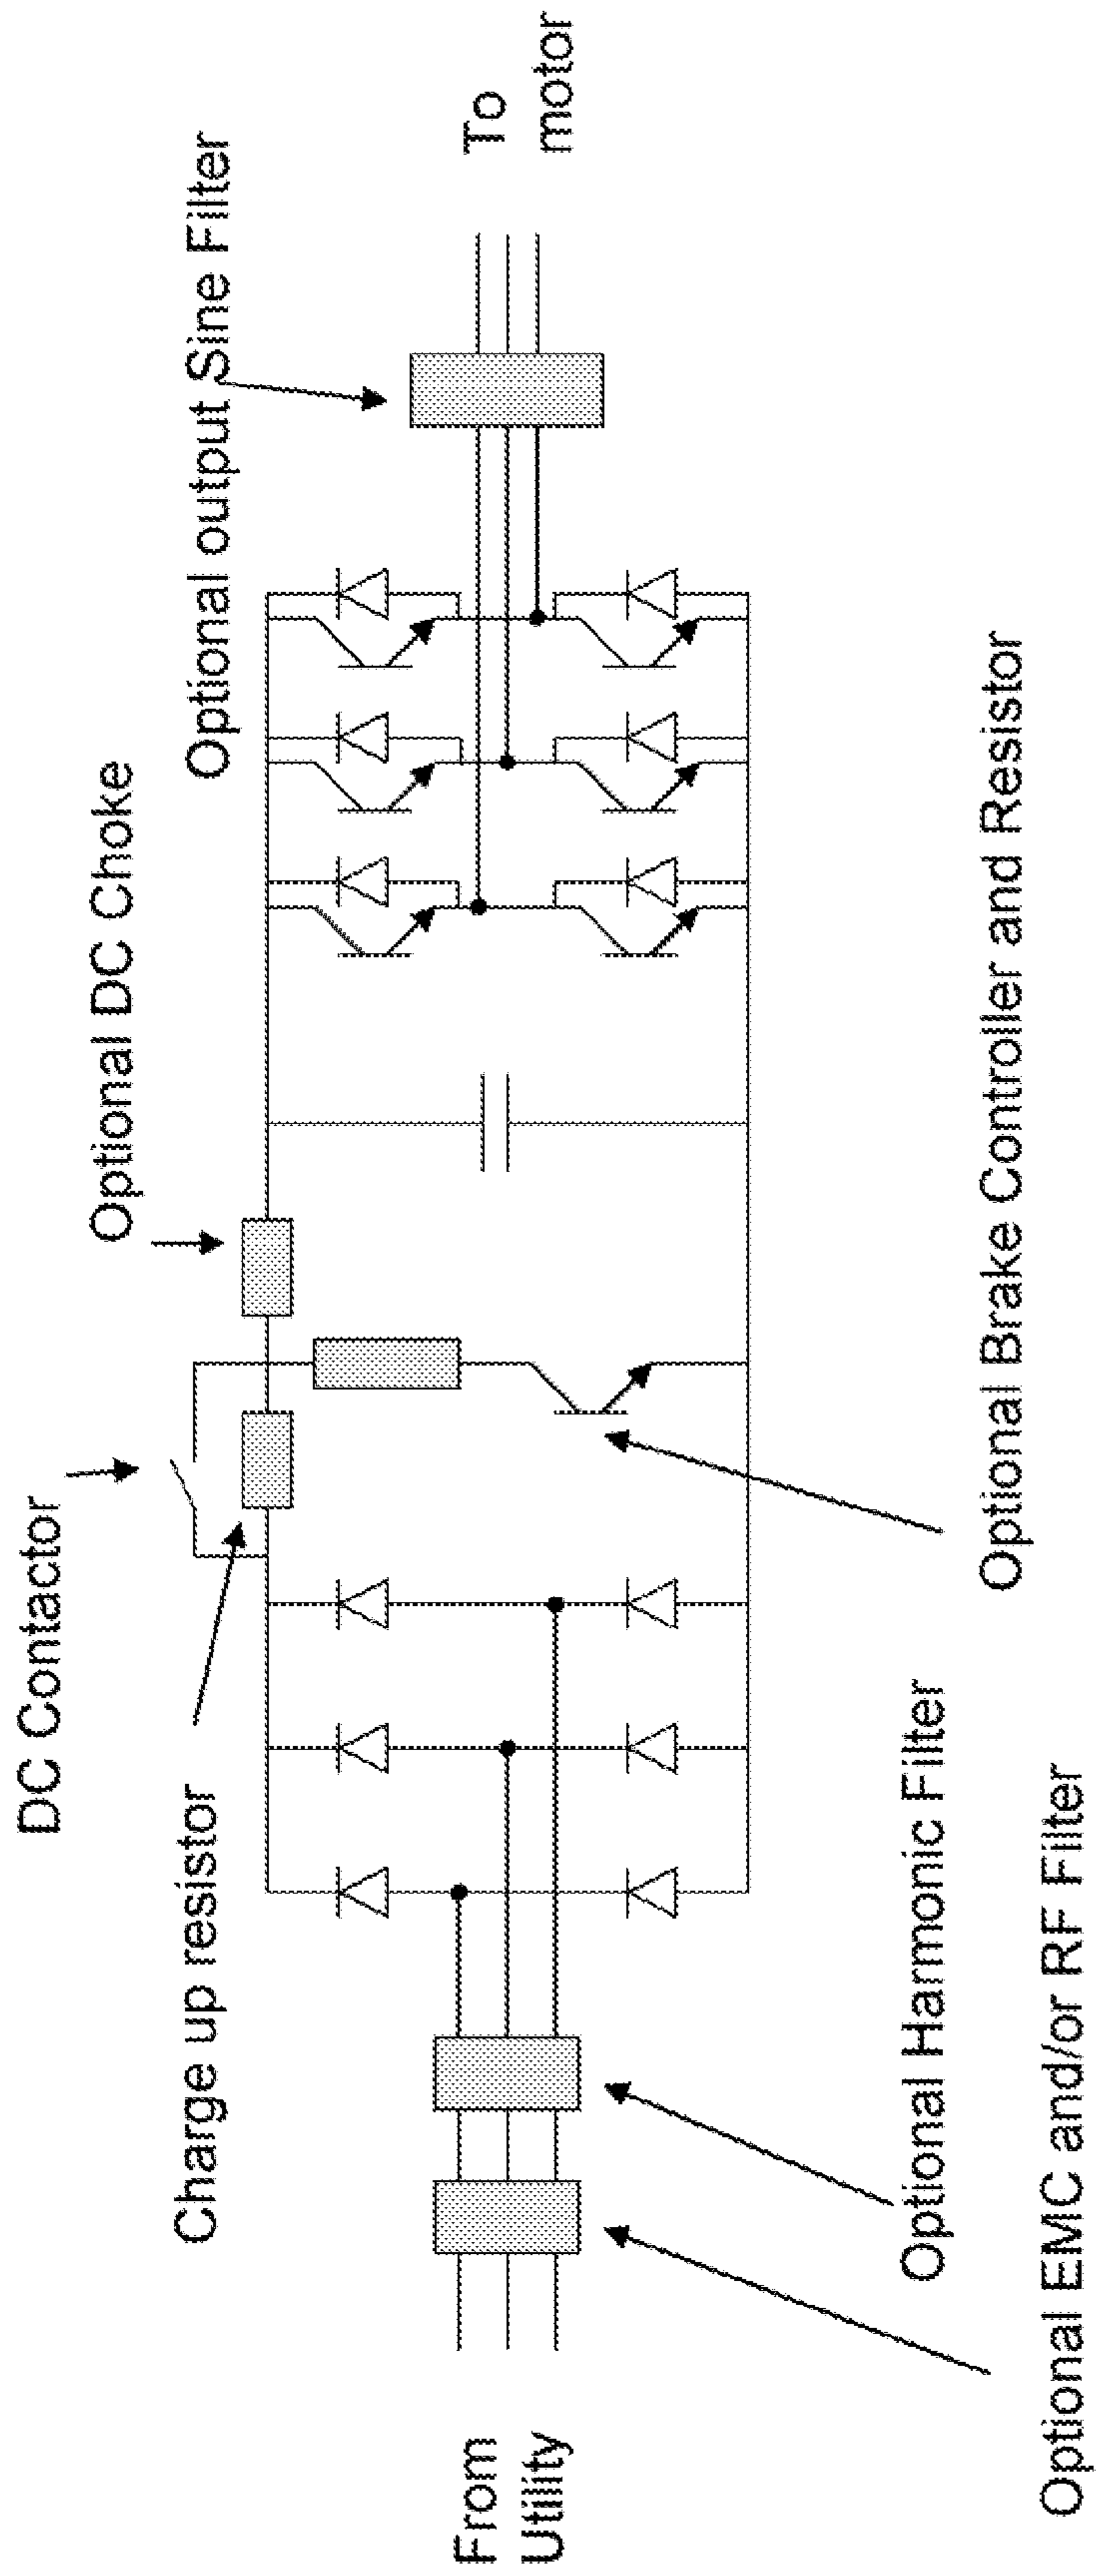 DC Contactor
Charge up resistor
Optional DC Choke
Optional output Sine Filter
From
Utility
To
motor
Optional Harmonic Filter
Optional EMC and/or RF Filter
Optional Brake Controller and Resistor